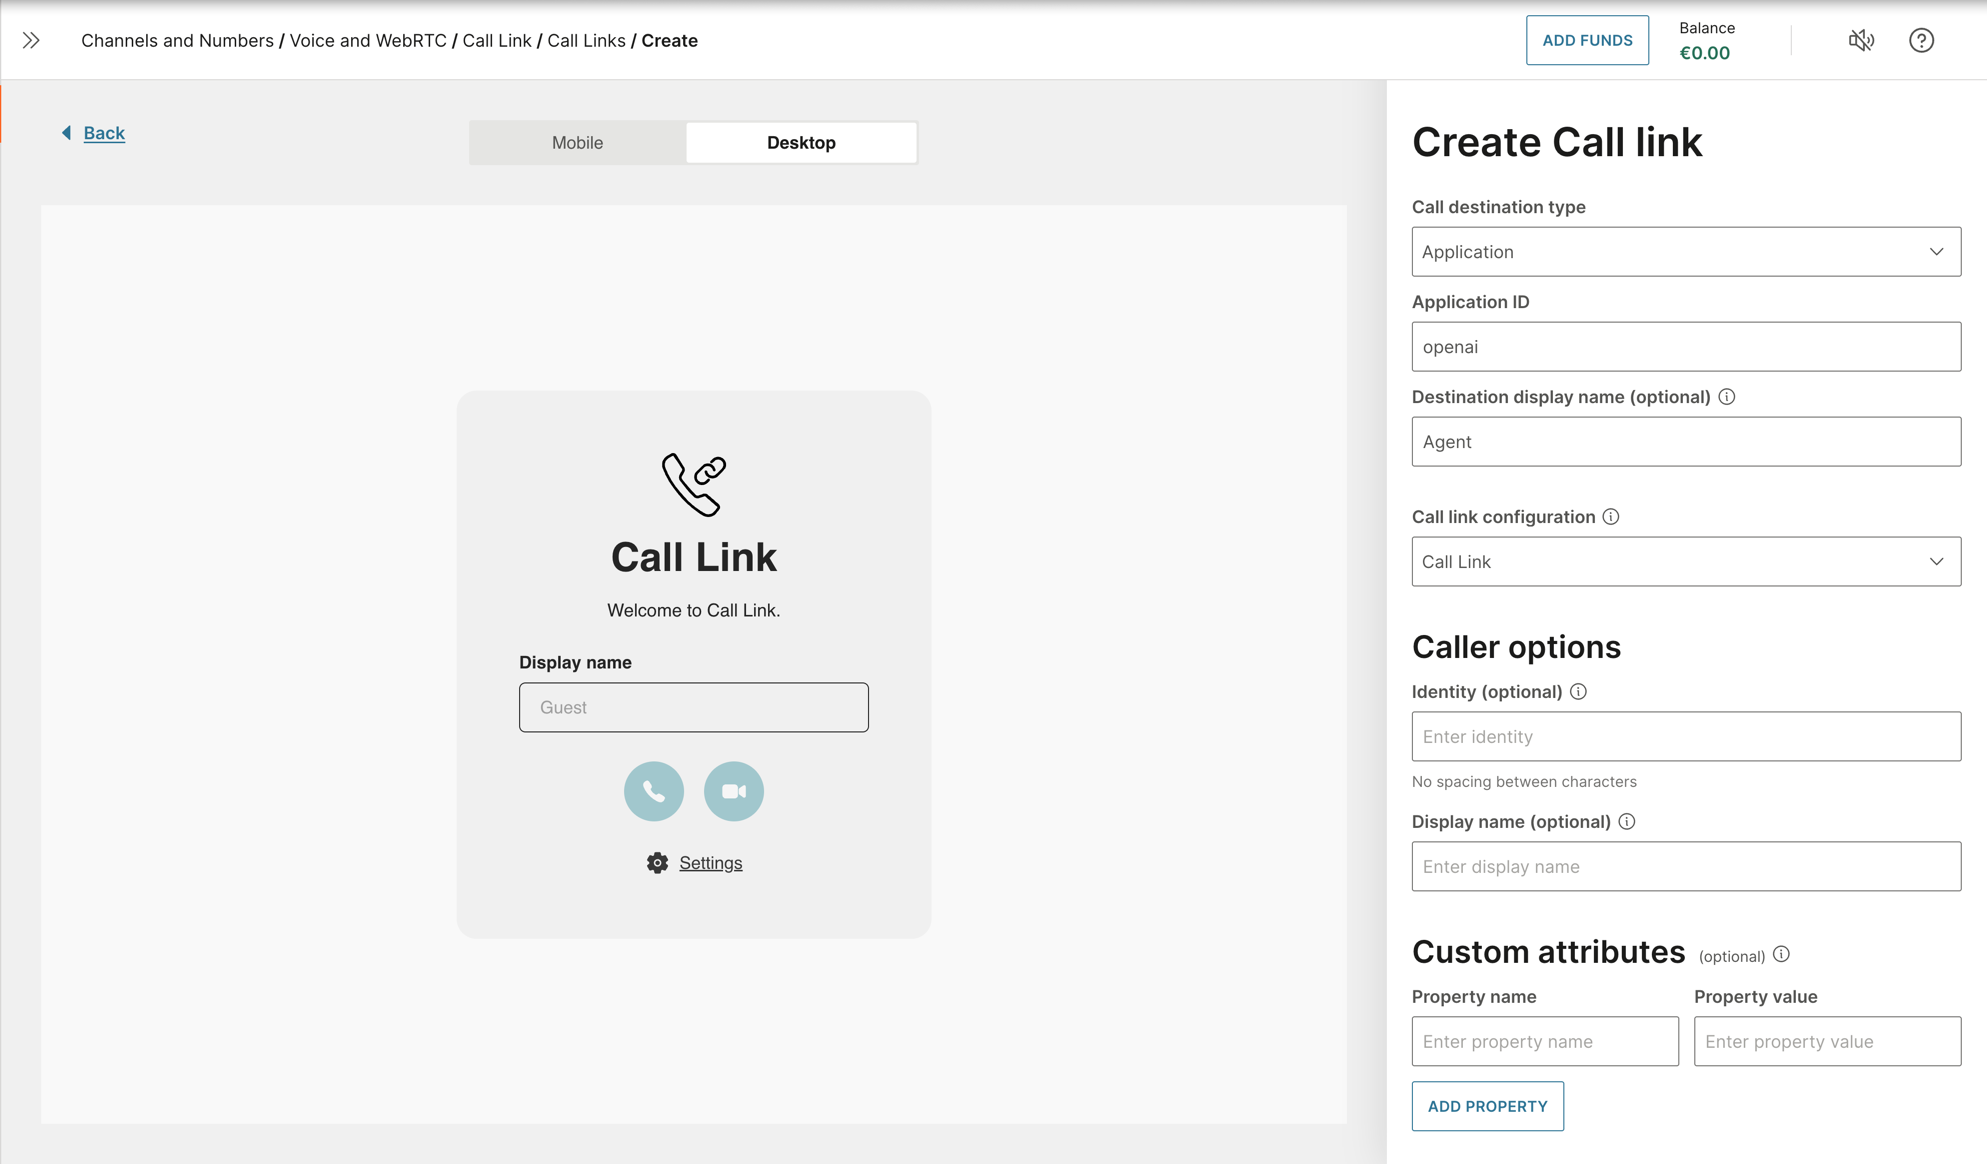 Channels and Numbers / Voice and WebRTC / Call Link / Call Links / Create
ADD FUNDS
Balance
€0.00
Back
Mobile
Desktop
Call Link
Welcome to Call Link.
Display name
Guest
Settings
Create Call link
Call destination type
Application
Application ID
openai
Destination display name (optional)
Agent
Call link configuration
Call Link
Caller options
Identity (optional)
Enter identity
No spacing between characters
Display name (optional)
Enter display name
Custom attributes (optional)
Property name Property value
Enter property name Enter property value
ADD PROPERTY